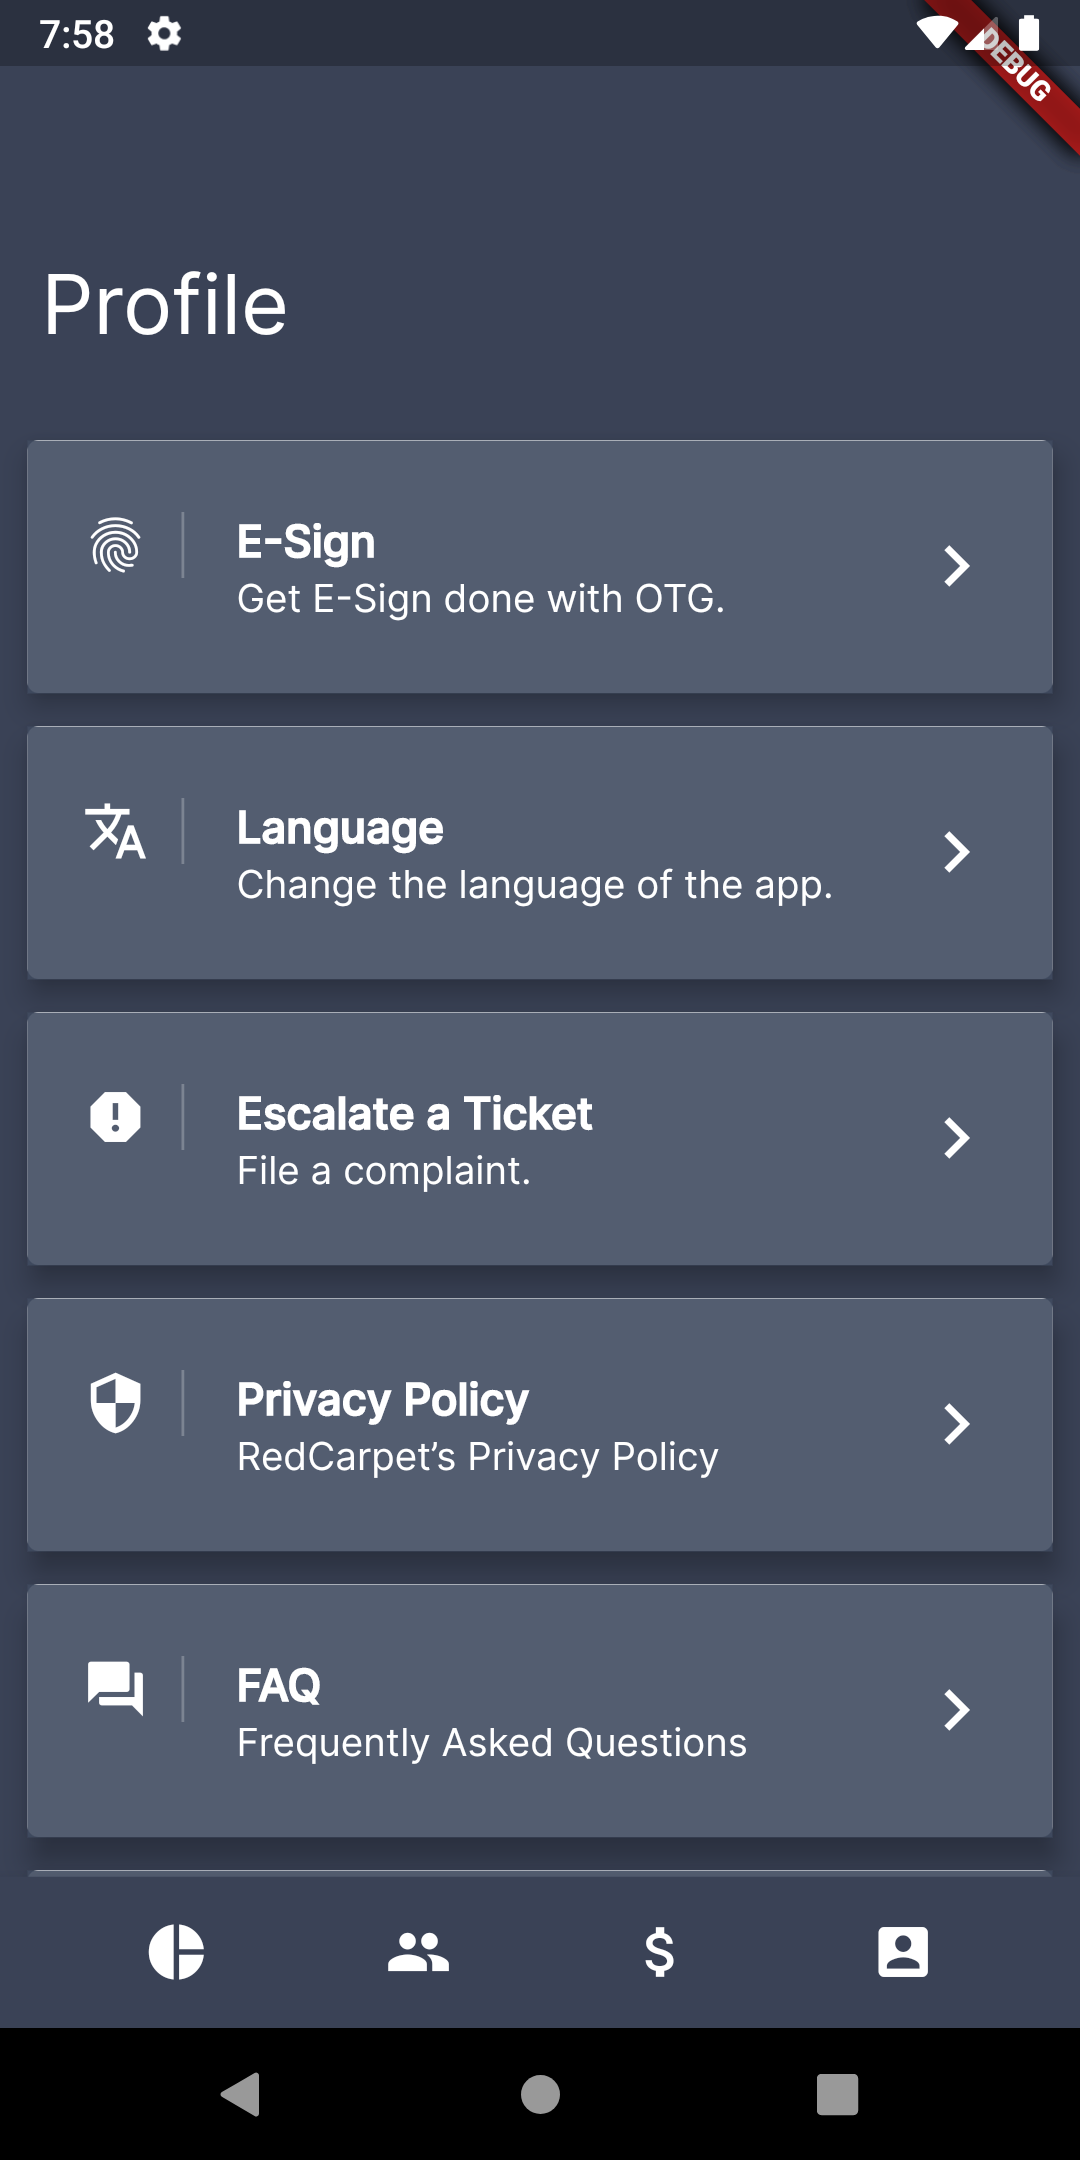 7:58
DEBUG
Profile
E-Sign
Get E-Sign done with OTG.
Language
Change the language of the app.
Escalate a Ticket
File a complaint.
Privacy Policy
RedCarpet’s Privacy Policy
FAQ
Frequently Asked Questions